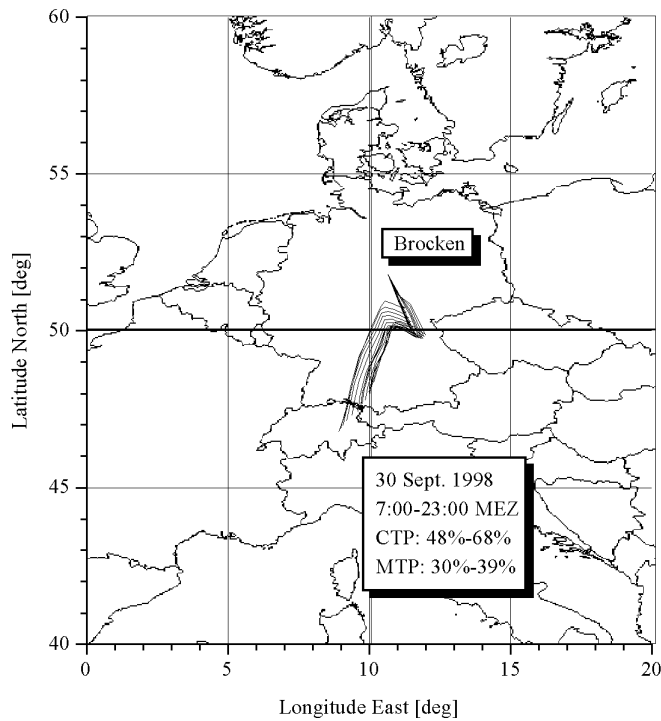 60
55
50
45
40
Latitude North [deg]
Brocken
30 Sept. 1998
7:00-23:00 MEZ
CTP: 48%-68%
MTP: 30%-39%
0
5
10
15
20
Longitude East [deg]